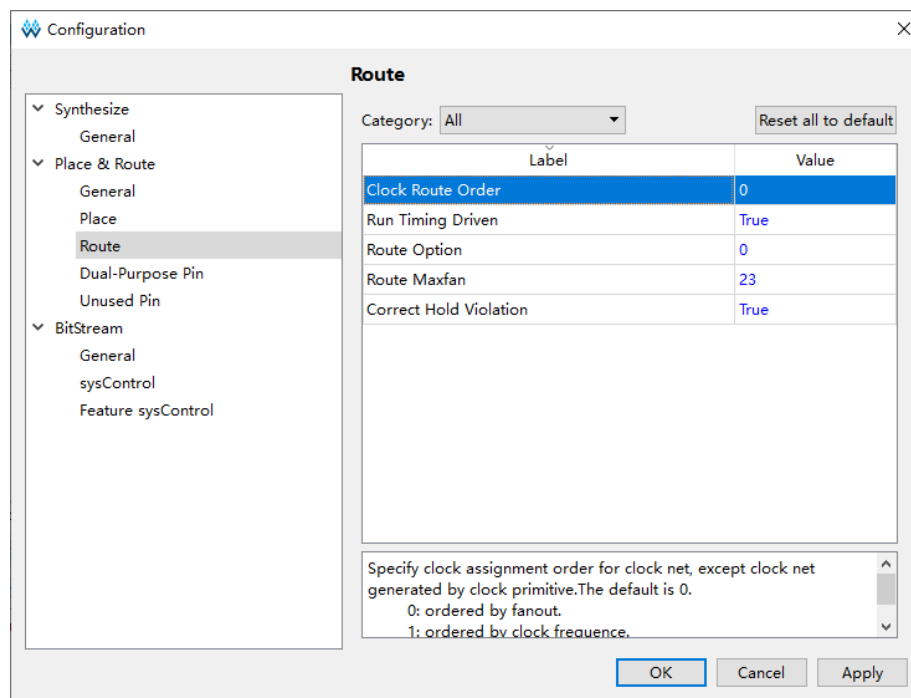 Configuration
Route
Synthesize
General
Place & Route
General
Place
Route
Dual-Purpose Pin
Unused Pin
BitStream
General
sysControl
Feature sysControl
Category: All Reset all to default
Label Value
Clock Route Order 0
Run Timing Driven True
Route Option 0
Route Maxfan 23
Correct Hold Violation True
Specify clock assignment order for clock net, except clock net
generated by clock primitive.The default is 0.
0: ordered by fanout.
1: ordered by clock frequence.
OK Cancel Apply